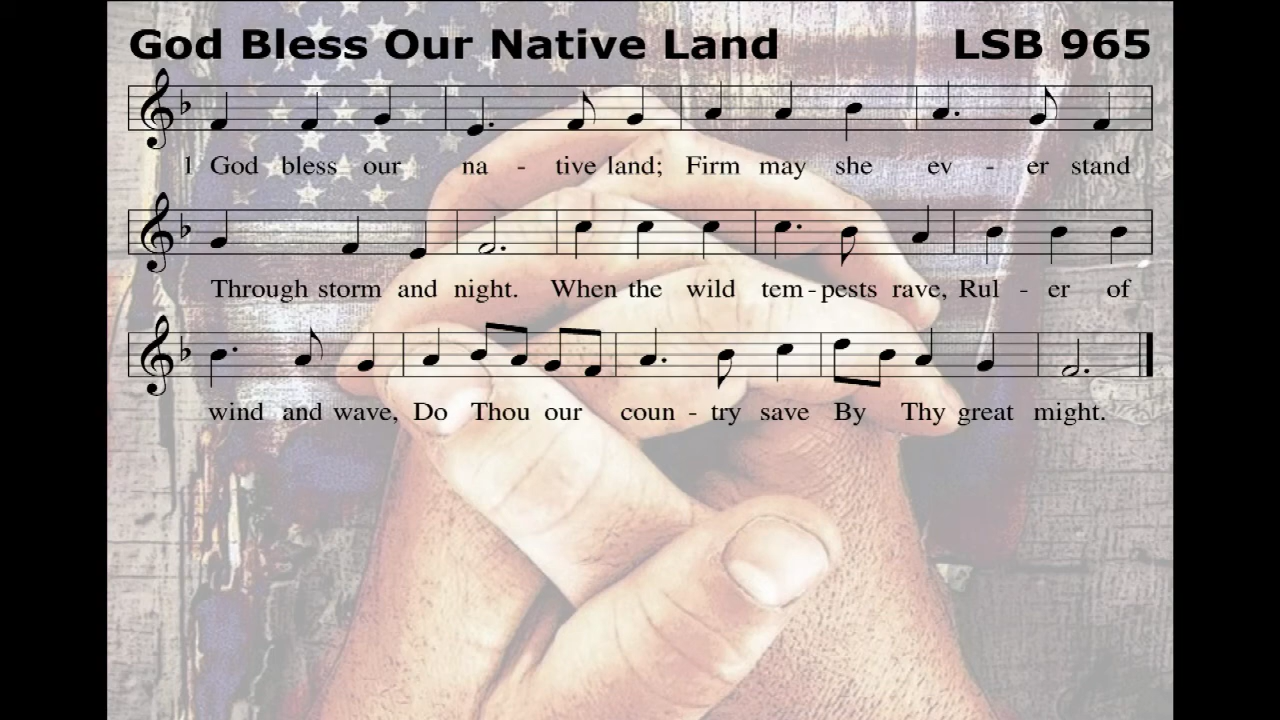 God Bless Our Native Land LSB 965
1 God bless our na - tive land; Firm may she ev - er stand
Through storm and night. When the wild tem - pests rave, Rul - er of
wind and wave, Do Thou our coun - try save By Thy great might.